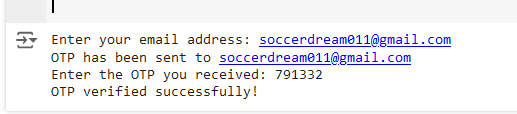 Enter your email address: soccerdream011@gmail.com
OTP has been sent to soccerdream011@gmail.com
Enter the OTP you received: 791332
OTP verified successfully!